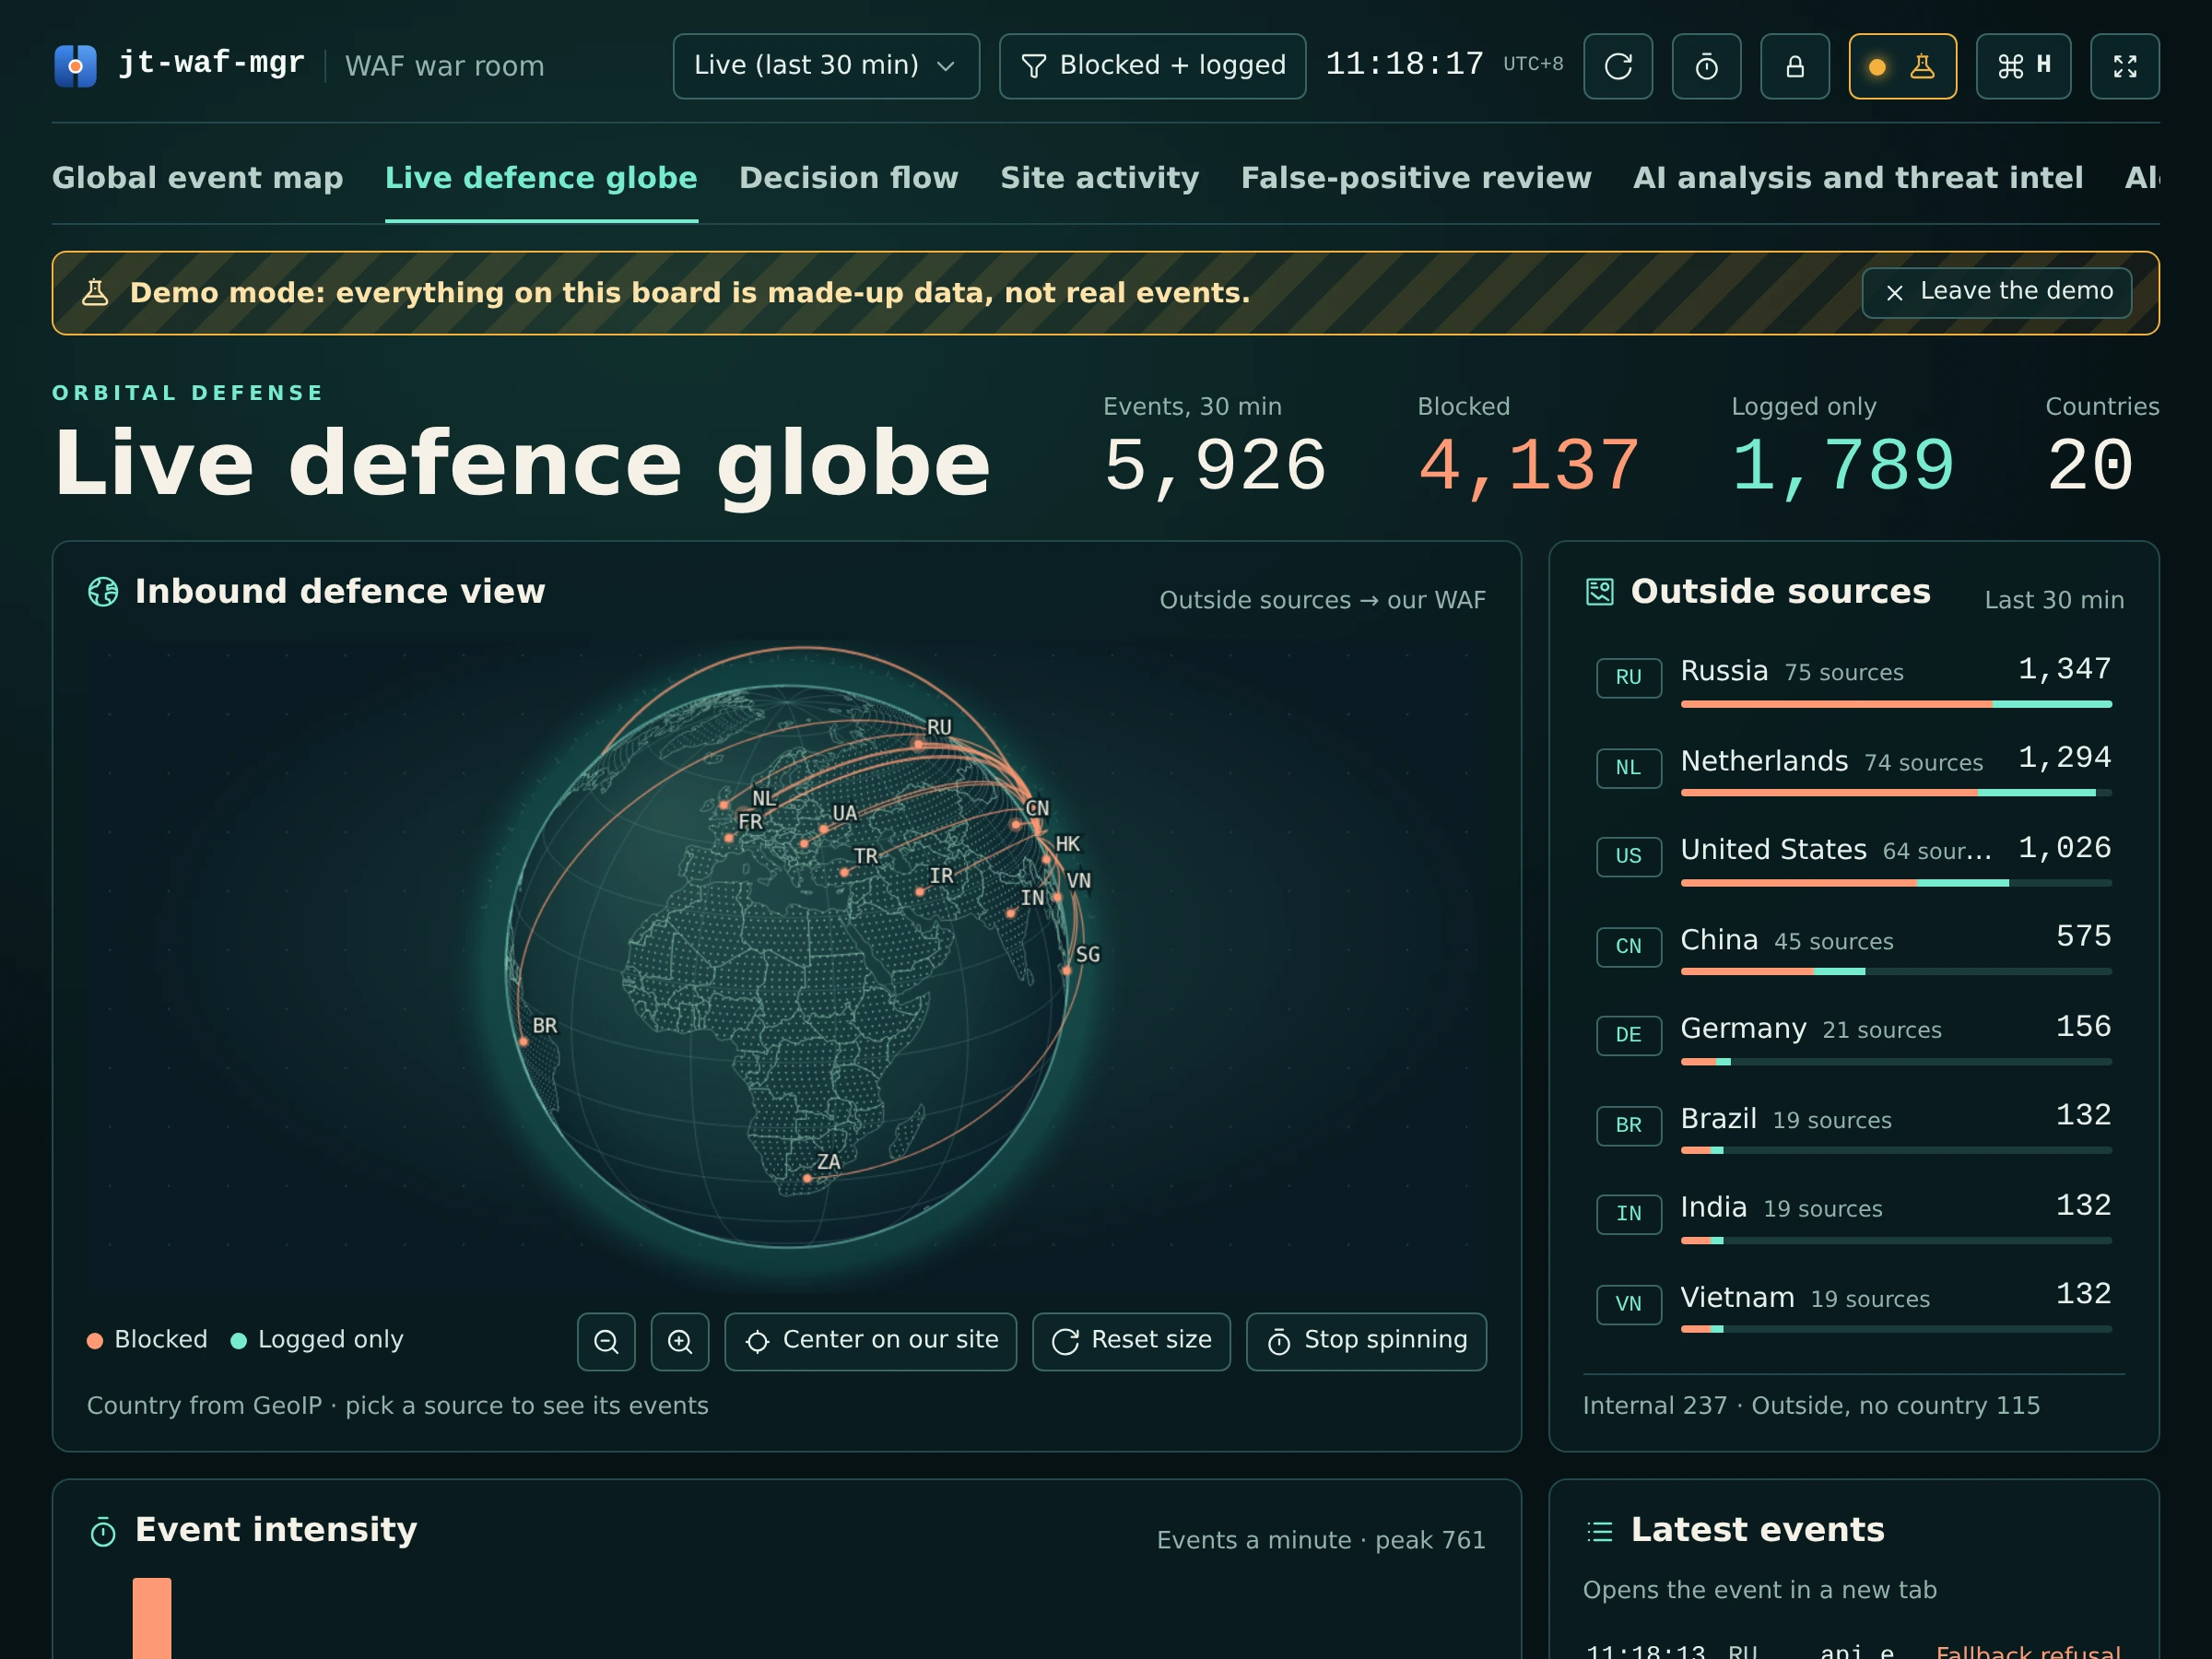 jt-waf-mgr
WAF war room
Live (last 30 min)
Blocked + logged
11:18:17 UTC+8
⌘ H
Global event map
Live defence globe
Decision flow
Site activity
False-positive review
AI analysis and threat intel
Demo mode: everything on this board is made-up data, not real events.
Leave the demo
ORBITAL DEFENSE
Live defence globe
Events, 30 min
5,926
Blocked
4,137
Logged only
1,789
Countries
20
Inbound defence view
Outside sources → our WAF
RU
NL
FR
UA
CN
HK
TR
IR
VN
IN
SG
BR
ZA
Blocked
Logged only
Center on our site
Reset size
Stop spinning
Country from GeoIP · pick a source to see its events
Outside sources
Last 30 min
RU Russia 75 sources 1,347
NL Netherlands 74 sources 1,294
US United States 64 sour... 1,026
CN China 45 sources 575
DE Germany 21 sources 156
BR Brazil 19 sources 132
IN India 19 sources 132
VN Vietnam 19 sources 132
Internal 237 · Outside, no country 115
Event intensity
Events a minute · peak 761
Latest events
Opens the event in a new tab
11:18:13 RU api e Fallback refusal